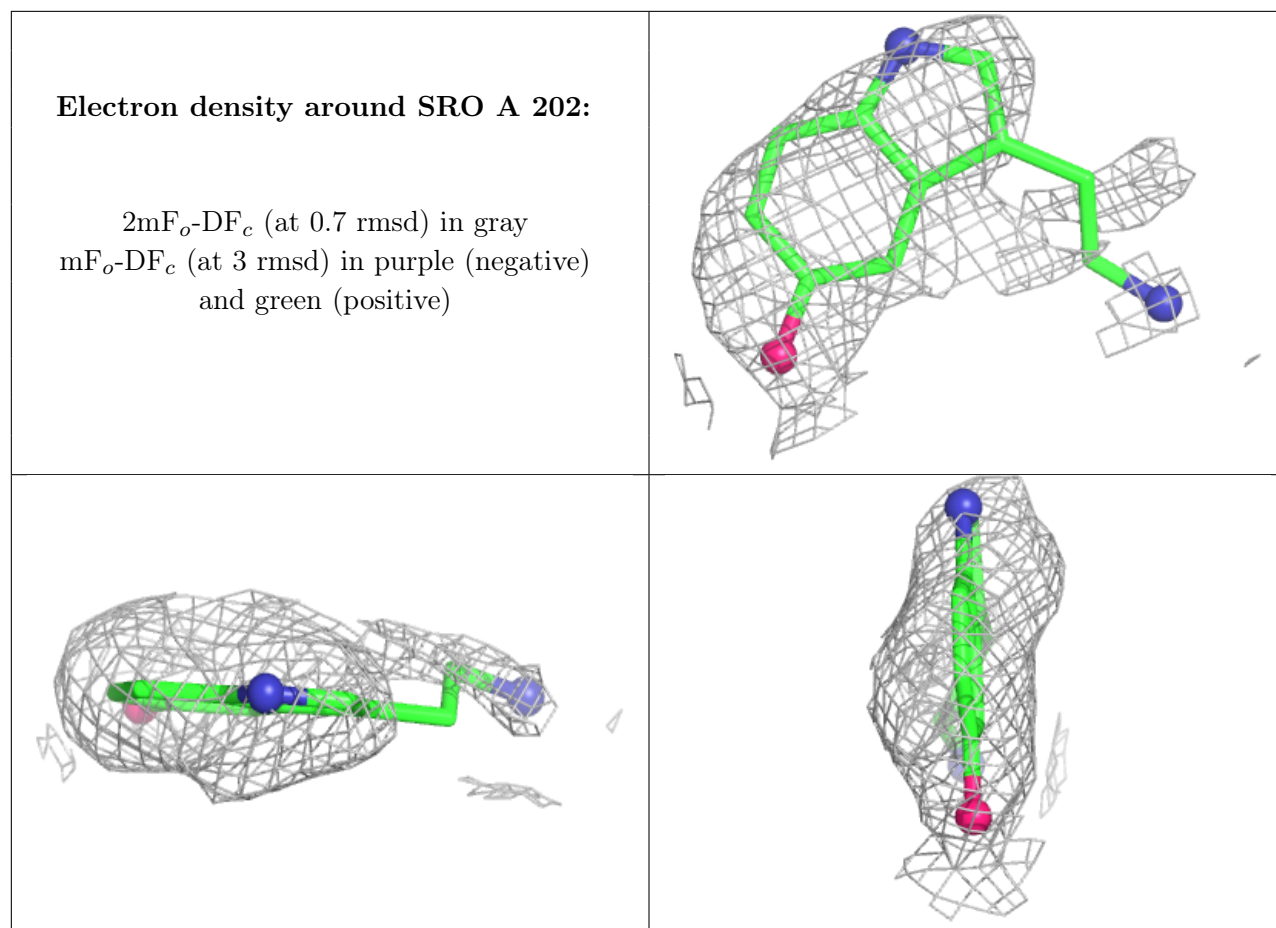 Electron density around SRO A 202:
2mFo-DFc (at 0.7 rmsd) in gray
mFo-DFc (at 3 rmsd) in purple (negative)
and green (positive)